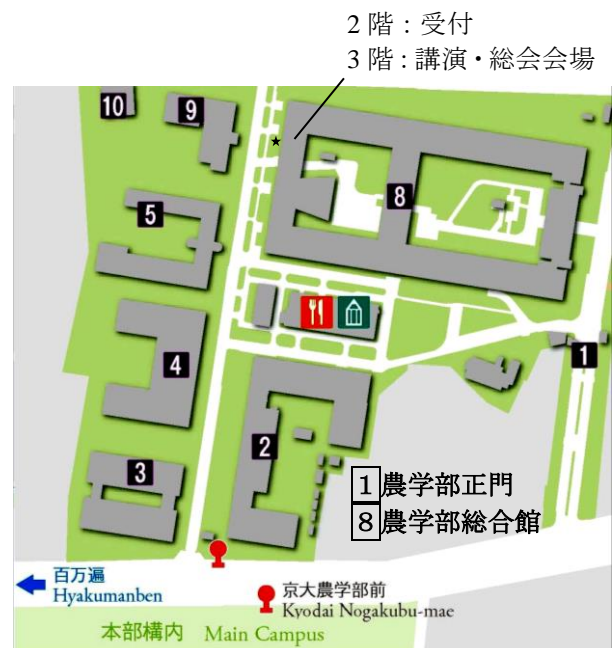 2階：受付
3階：講演・総会会場
10
9
5
8
4
1
2
3
1 農学部正門
8 農学部総合館
百万遍
Hyakumanben
京大農学部前
Kyodai Nogakubu-mae
本部構内 Main Campus